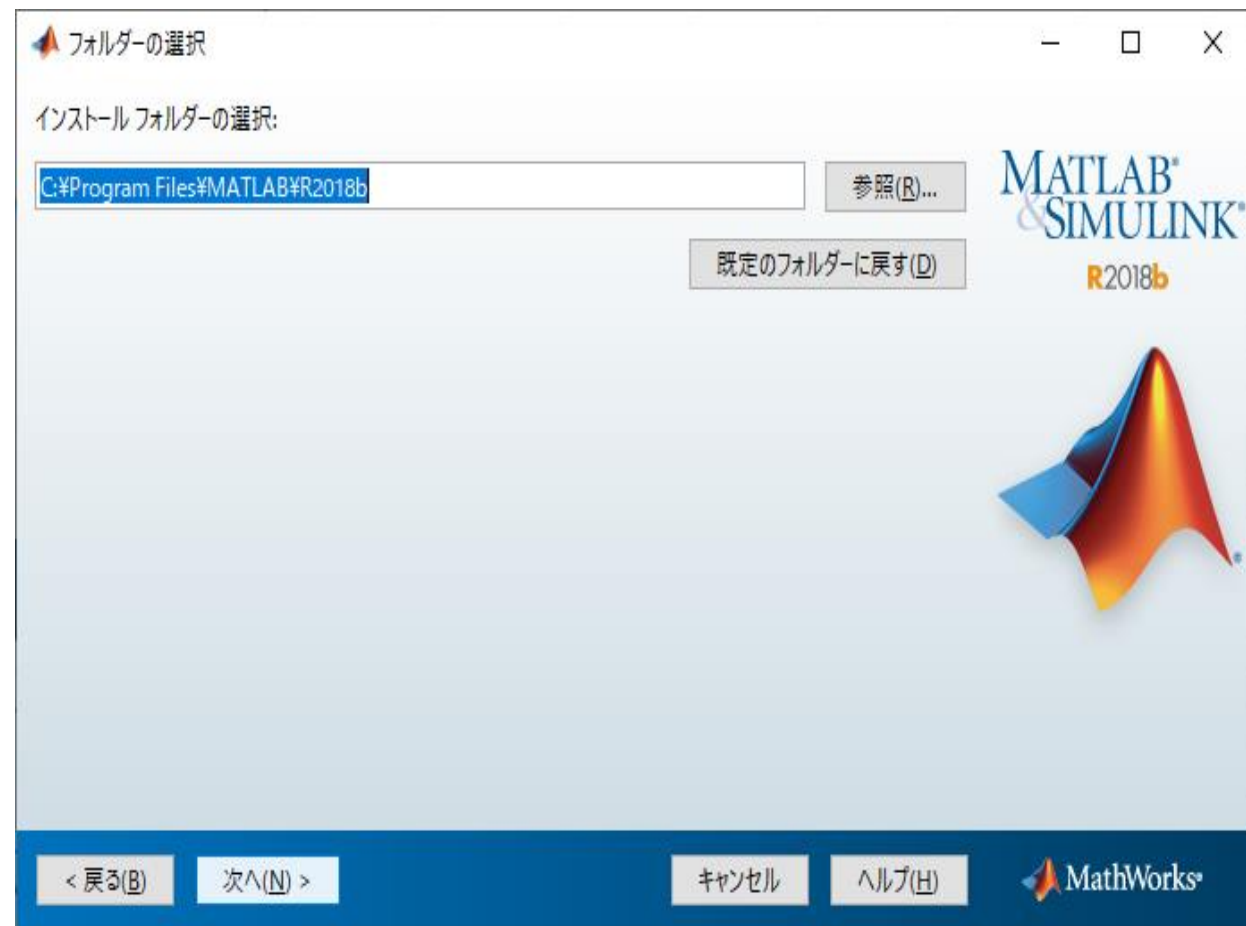 フォルダーの選択
インストール フォルダーの選択:
C:¥Program Files¥MATLAB¥R2018b
参照(R)...
既定のフォルダーに戻す(D)
MATLAB®
&SIMULINK®
R2018b
®
< 戻る(B)
次へ(N) >
キャンセル
ヘルプ(H)
MathWorks®